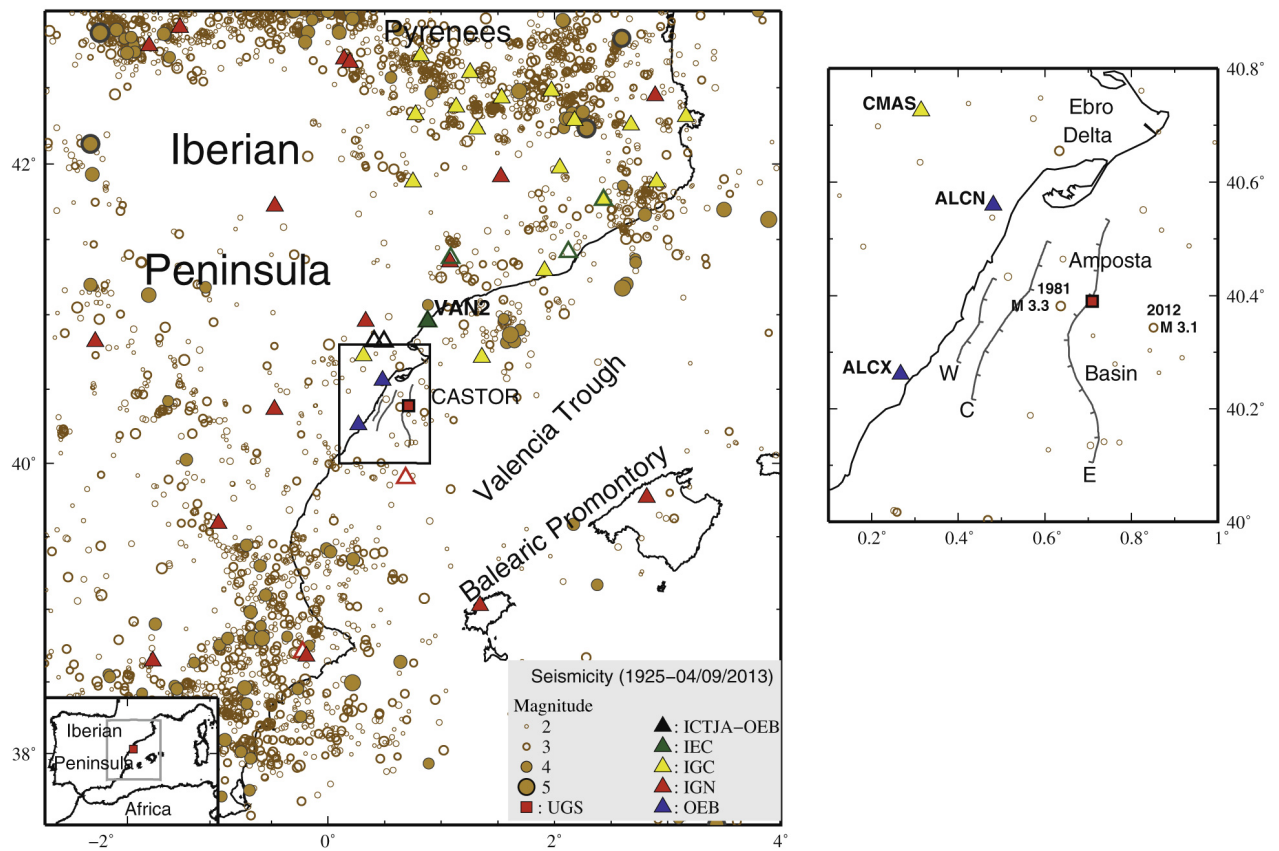 Pyrenees
Iberian
Peninsula
VAN2
CASTOR
Valencia Trough
Balearic Promontory
42°
40°
38°
−2°
0°
2°
4°
Iberian
Peninsula
Africa
Seismicity (1925−04/09/2013)
Magnitude
2
3
4
5
: UGS
: ICTJA−OEB
: IEC
: IGC
: IGN
: OEB
CMAS
Ebro
Delta
ALCN
Amposta
1981
M 3.3
2012
M 3.1
ALCX
W
C
Basin
E
40.8
40.6
40.4
40.2
40°
0.2°
0.4°
0.6°
0.8°
1°